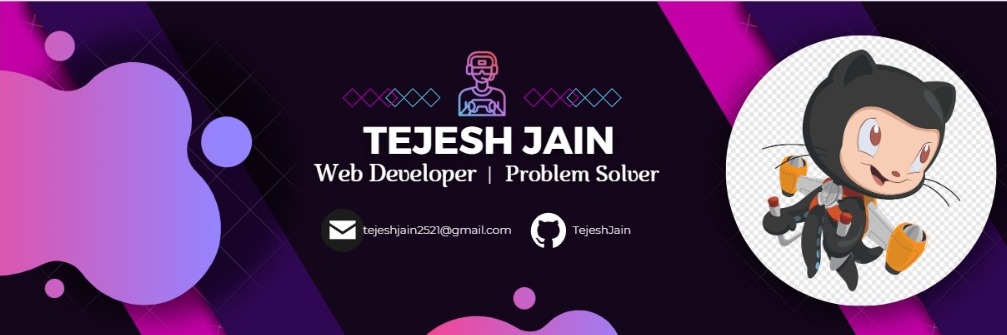 TEJESH JAIN
Web Developer | Problem Solver
tejeshjain2521@gmail.com TejeshJain